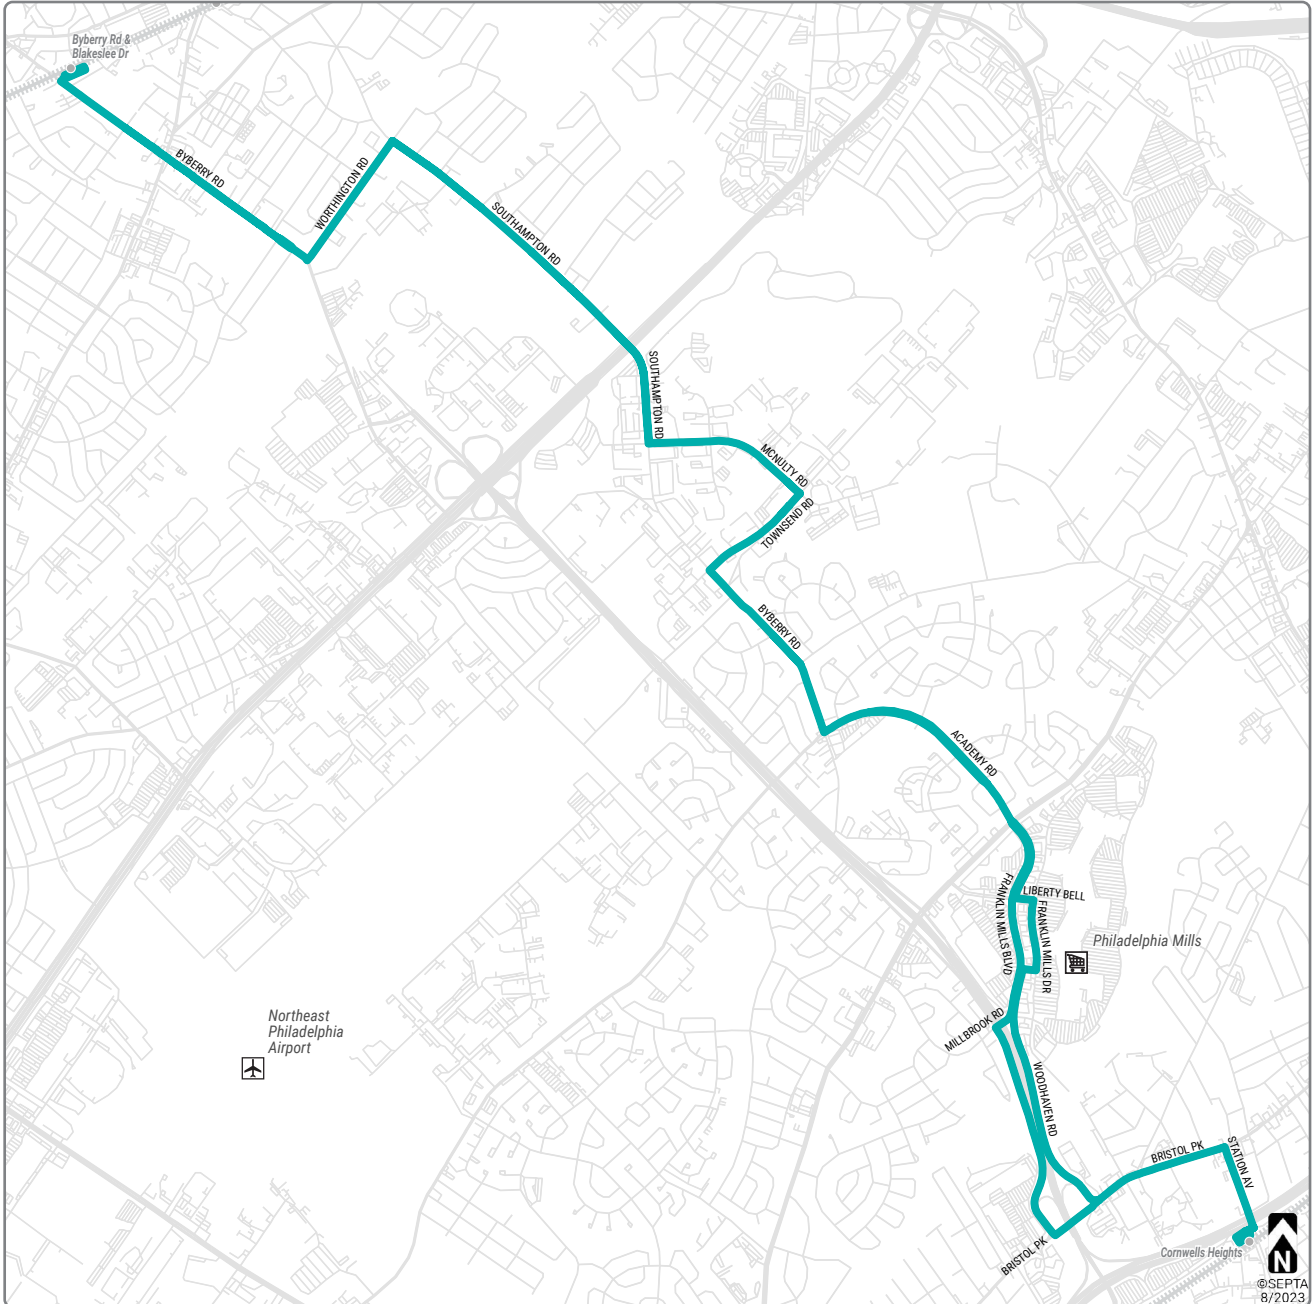 Byberry Rd &
Blakeslee Dr
BYBERRY RD
WORTHINGTON RD
SOUTHAMPTON RD
SOUTHAMPTON RD
MCNULTY RD
TOWNSEND RD
BYBERRY RD
ACADEMY RD
LIBERTY BELL
FRANKLIN MILLS BLVD
FRANKLIN MILLS DR
Philadelphia Mills
MILLBROOK RD
Northeast
Philadelphia
Airport
WOODHAVEN RD
BRISTOL PK
STATION AV
BRISTOL PK
Cornwells Heights
N
©SEPTA
8/2023